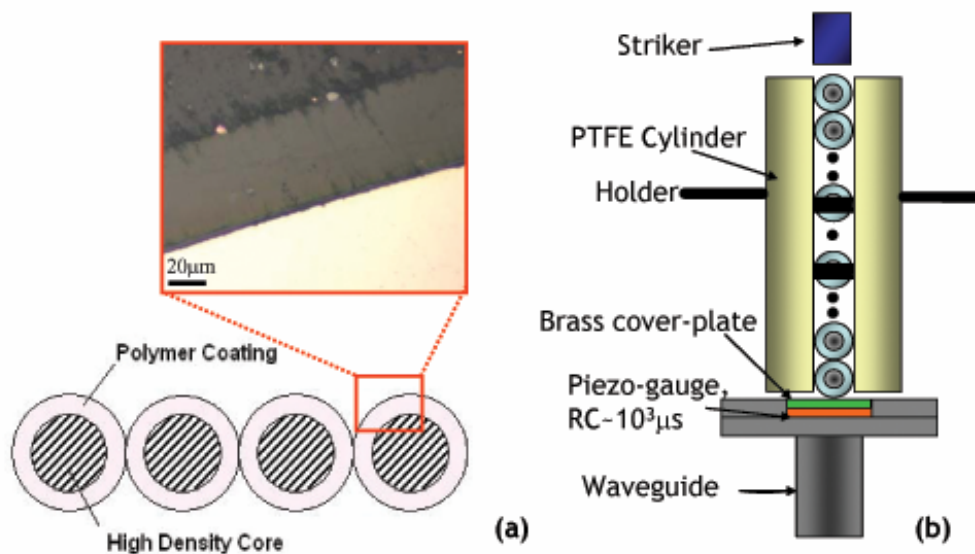 20μm
Polymer Coating
High Density Core
(a)
Striker
PTFE Cylinder
Holder
Brass cover-plate
Piezo-gauge,
RC~10³μs
Waveguide
(b)